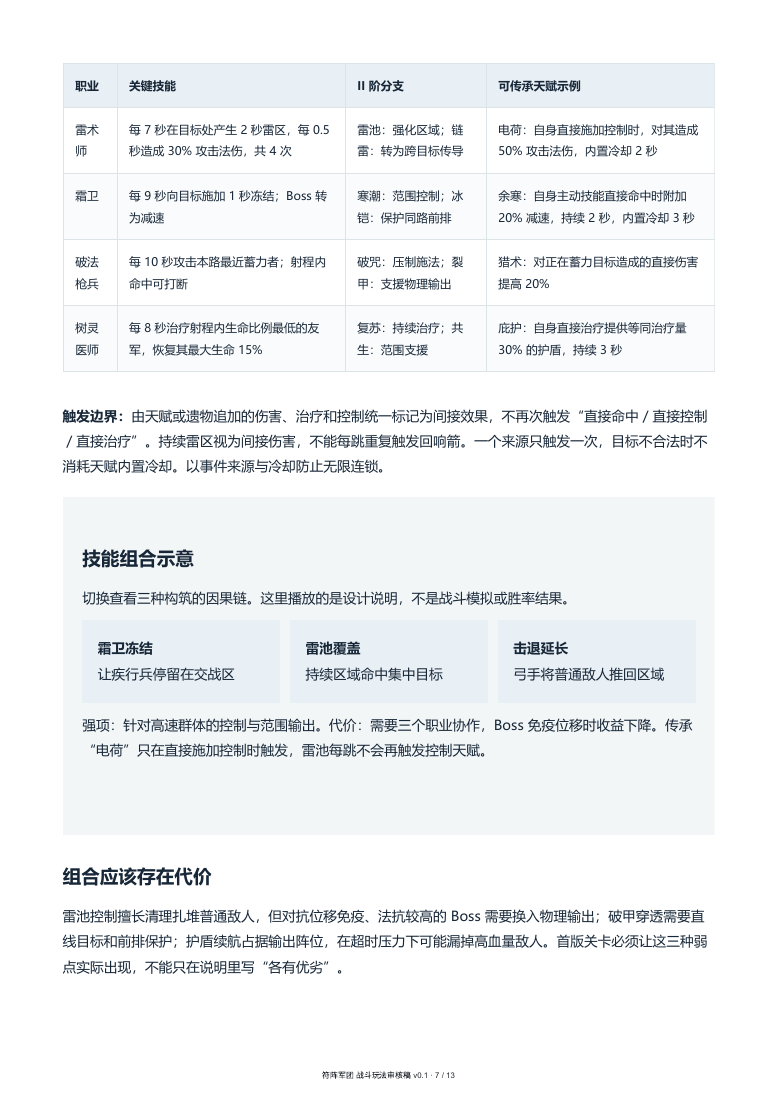 职业 关键技能 II 阶分支 可传承天赋示例
雷术 每 7 秒在目标处产生 2 秒雷区，每 0.5 雷池：强化区域；链 电荷：自身直接施加控制时，对其造成
师 秒造成 30% 攻击法伤，共 4 次 雷：转为跨目标传导 50% 攻击法伤，内置冷却 2 秒
霜卫 每 9 秒向目标施加 1 秒冻结；Boss 转 寒潮：范围控制；冰 余寒：自身主动技能直接命中时附加
为减速 铠：保护同路前排 20% 减速，持续 2 秒，内置冷却 3 秒
破法 每 10 秒攻击本路最近蓄力者；射程内 破咒：压制施法；裂 猎术：对正在蓄力目标造成的直接伤害
枪兵 命中可打断 甲：支援物理输出 提高 20%
树灵 每 8 秒治疗射程内生命比例最低的友 复苏：持续治疗；共 庇护：自身直接治疗提供等同治疗量
医师 军，恢复其最大生命 15% 生：范围支援 30% 的护盾，持续 3 秒
触发边界：由天赋或遗物追加的伤害、治疗和控制统一标记为间接效果，不再次触发“直接命中 / 直接控制
/ 直接治疗”。持续雷区视为间接伤害，不能每跳重复触发回响箭。一个来源只触发一次，目标不合法时不
消耗天赋内置冷却。以事件来源与冷却防止无限连锁。
技能组合示意
切换查看三种构筑的因果链。这里播放的是设计说明，不是战斗模拟或胜率结果。
霜卫冻结 雷池覆盖 击退延长
让疾行兵停留在交战区 持续区域命中集中目标 弓手将普通敌人推回区域
强项：针对高速群体的控制与范围输出。代价：需要三个职业协作，Boss 免疫位移时收益下降。传承
“电荷”只在直接施加控制时触发，雷池每跳不会再触发控制天赋。
组合应该存在代价
雷池控制擅长清理扎堆普通敌人，但对抗位移免疫、法抗较高的 Boss 需要换入物理输出；破甲穿透需要直
线目标和前排保护；护盾续航占据输出阵位，在超时压力下可能漏掉高血量敌人。首版关卡必须让这三种弱
点实际出现，不能只在说明里写“各有优劣”。
符阵军团 战斗玩法审核稿 v0.1 · 7 / 13